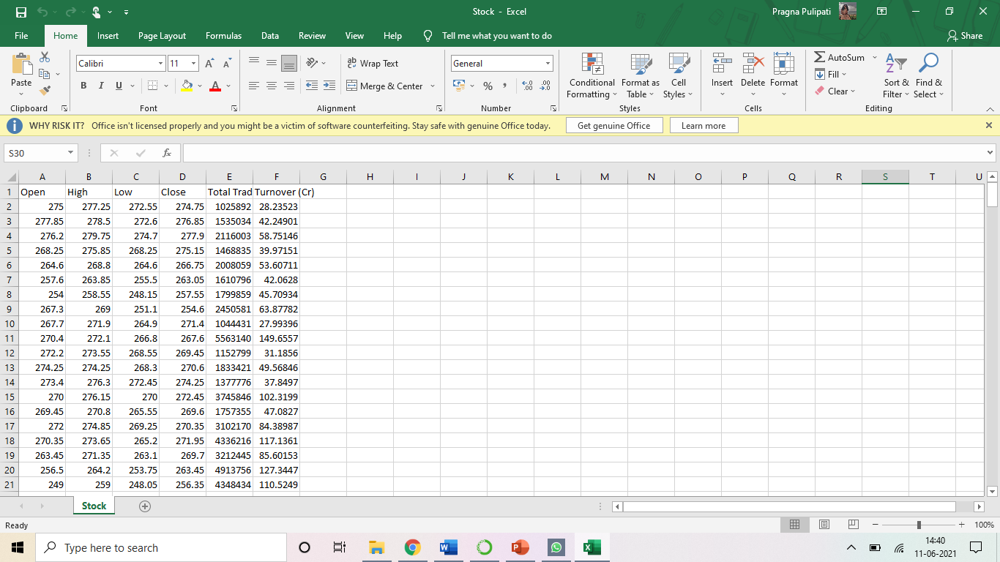 Stock - Excel
Pragna Pulipati
File Home Insert Page Layout Formulas Data Review View Help Tell me what you want to do Share
Paste
Clipboard
Calibri 11
B I U
Font
Wrap Text
Merge & Center
Alignment
General
Number
Conditional Formatting
Format as Table
Cell Styles
Styles
Insert Delete Format
Cells
AutoSum
Fill
Clear
Sort & Filter
Find & Select
Editing
WHY RISK IT? Office isn't licensed properly and you might be a victim of software counterfeiting. Stay safe with genuine Office today. Get genuine Office Learn more
S30 fx
A B C D E F G H I J K L M N O P Q R S T U
1 Open High Low Close Total Trad Turnover (Cr)
2 275 277.25 272.55 274.75 1025892 28.23523
3 277.85 278.5 272.6 276.85 1535034 42.24901
4 276.2 279.75 274.7 277.9 2116003 58.75146
5 268.25 275.85 268.25 275.15 1468835 39.97151
6 264.6 268.8 264.6 266.75 2008059 53.60711
7 257.6 263.85 255.5 263.05 1610796 42.0628
8 254 258.55 248.15 257.55 1799859 45.70934
9 267.3 269 251.1 254.6 2450581 63.87782
10 267.7 271.9 264.9 271.4 1044431 27.99396
11 270.4 272.1 266.8 267.6 5563140 149.6557
12 272.2 273.55 268.55 269.45 1152799 31.1856
13 274.25 274.25 268.3 270.6 1833421 49.56846
14 273.4 276.3 272.45 274.25 1377776 37.8497
15 270 276.15 270 272.45 3745846 102.3199
16 269.45 270.8 265.55 269.6 1757355 47.0827
17 272 274.85 269.25 270.35 3102170 84.38987
18 270.35 273.65 265.2 271.95 4336216 117.1361
19 263.45 271.35 263.1 269.7 3212445 85.60153
20 256.5 264.2 253.75 263.45 4913756 127.3447
21 249 259 248.05 256.35 4348434 110.5249
Stock
Ready 100%
Type here to search
14:40
11-06-2021